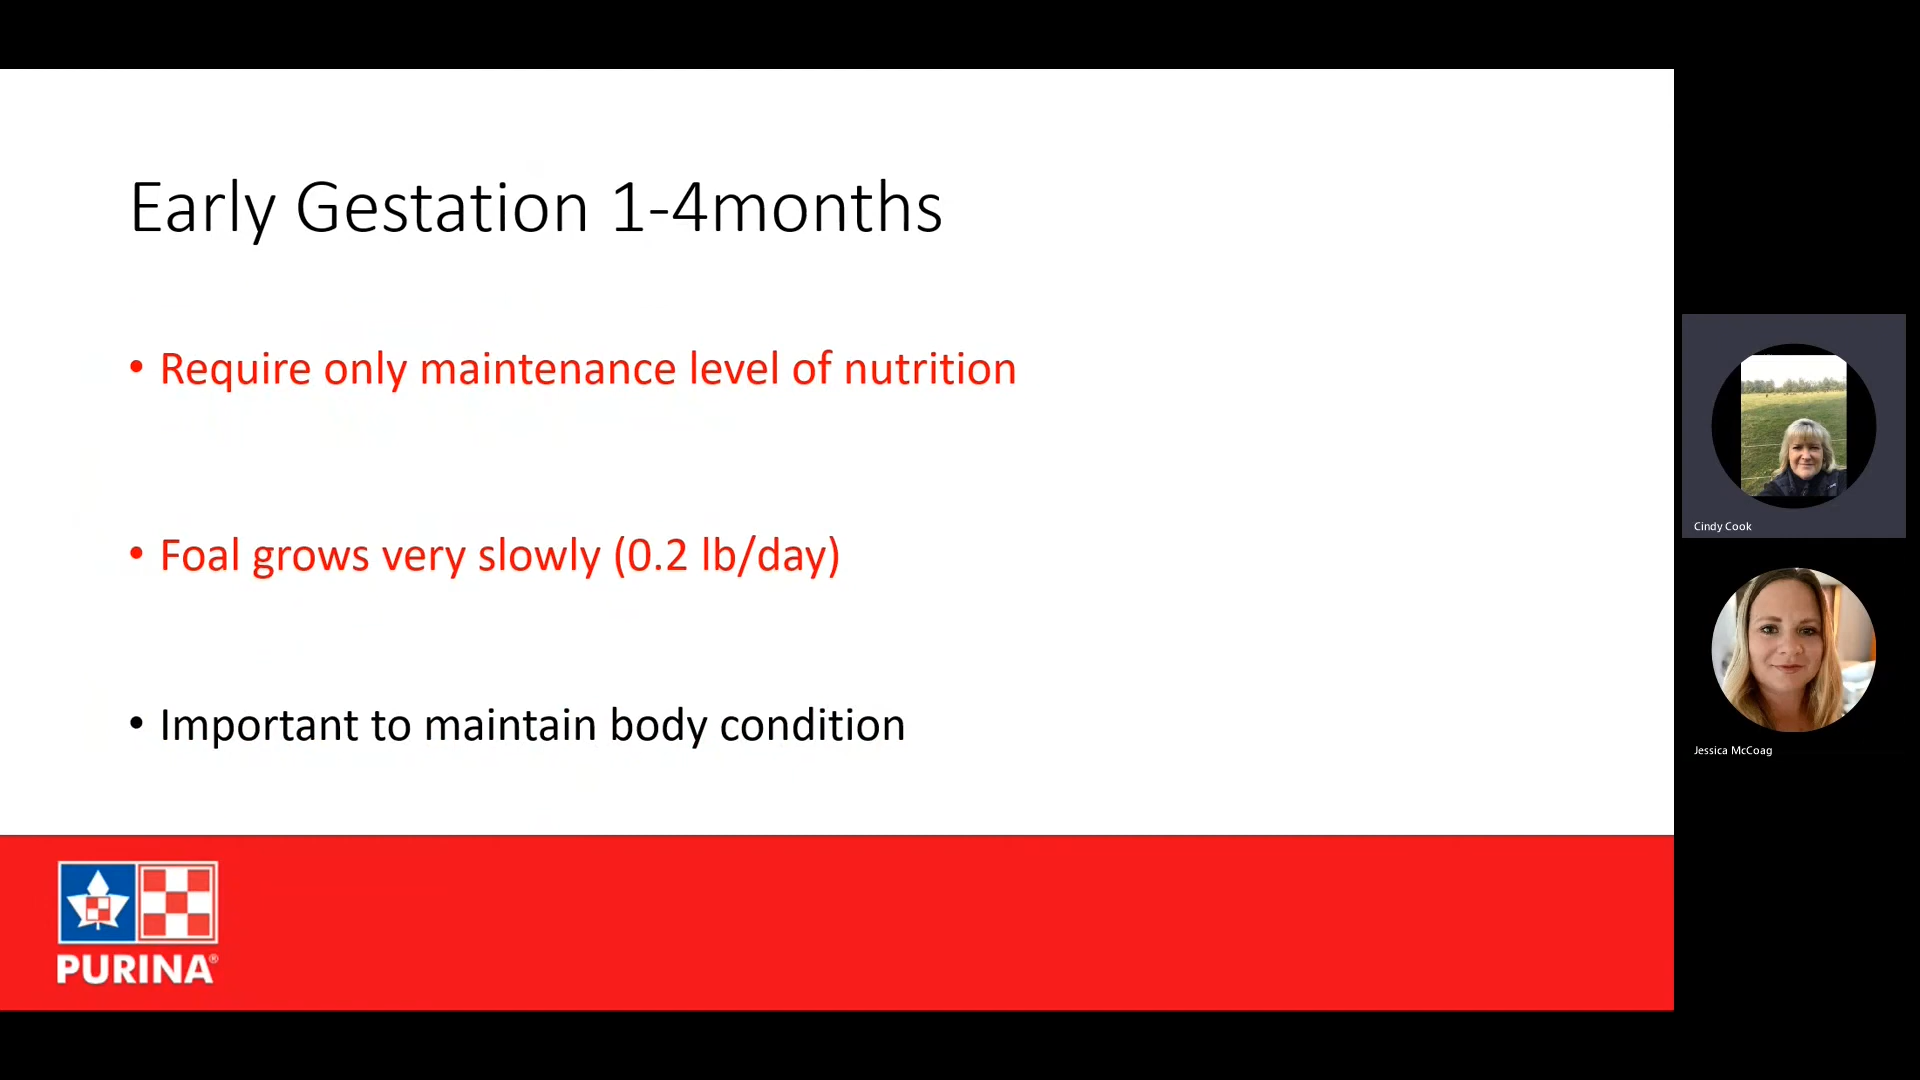 Early Gestation 1-4months
• Require only maintenance level of nutrition
• Foal grows very slowly (0.2 lb/day)
• Important to maintain body condition
PURINA®
Cindy Cook
Jessica McCoag